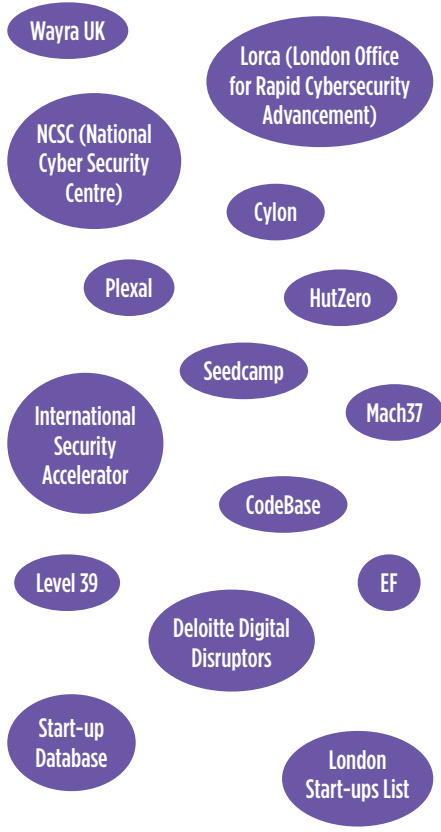 Wayra UK
Lorca (London Office
for Rapid Cybersecurity
Advancement)
NCSC (National
Cyber Security
Centre)
Cylon
Plexal
HutZero
Seedcamp
Mach37
International
Security
Accelerator
CodeBase
Level 39
EF
Deloitte Digital
Disruptors
Start-up
Database
London
Start-ups List